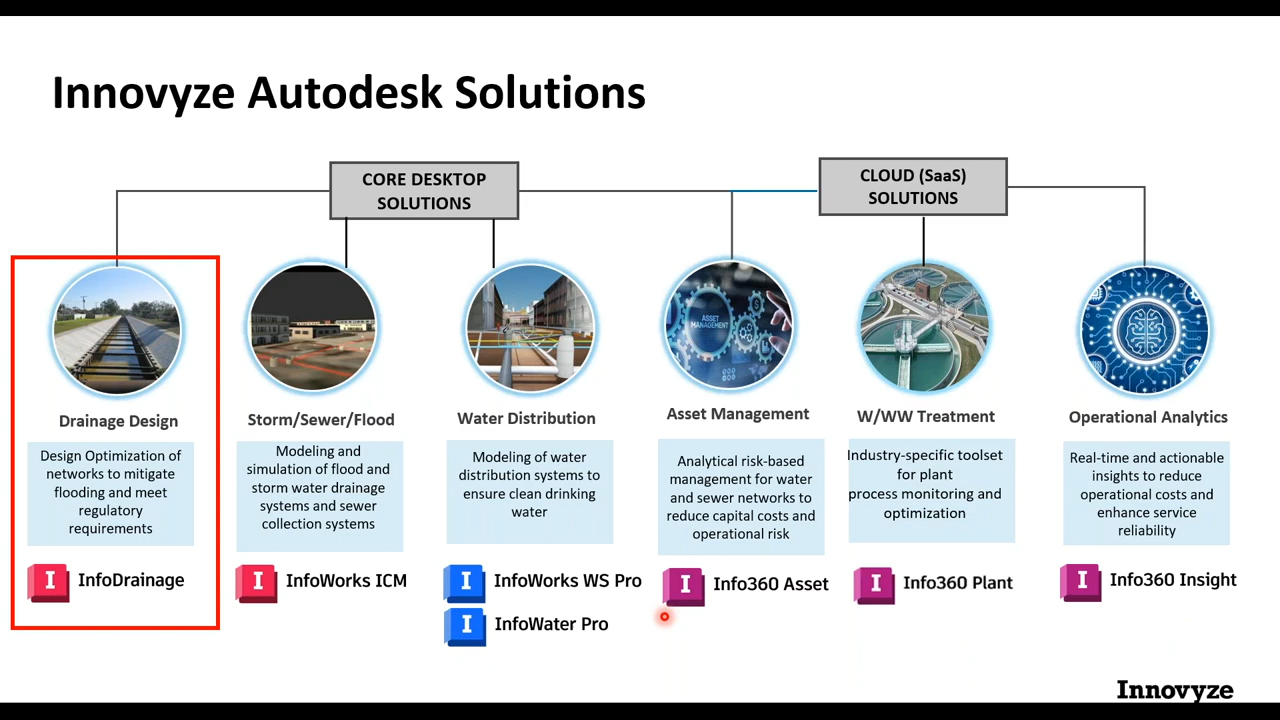 Innovyze Autodesk Solutions
CORE DESKTOP
SOLUTIONS
CLOUD (SaaS)
SOLUTIONS
Drainage Design
Design Optimization of
networks to mitigate
flooding and meet
regulatory
requirements
I InfoDrainage
Storm/Sewer/Flood
Modeling and
simulation of flood and
storm water drainage
systems and sewer
collection systems
I InfoWorks ICM
Water Distribution
Modeling of water
distribution systems to
ensure clean drinking
water
I InfoWorks WS Pro
I InfoWater Pro
ASSET
MANAGEMENT
Asset Management
Analytical risk-based
management for water
and sewer networks to
reduce capital costs and
operational risk
I Info360 Asset
W/WW Treatment
Industry-specific toolset
for plant
process monitoring and
optimization
I Info360 Plant
Operational Analytics
Real-time and actionable
insights to reduce
operational costs and
enhance service
reliability
I Info360 Insight
Innovyze